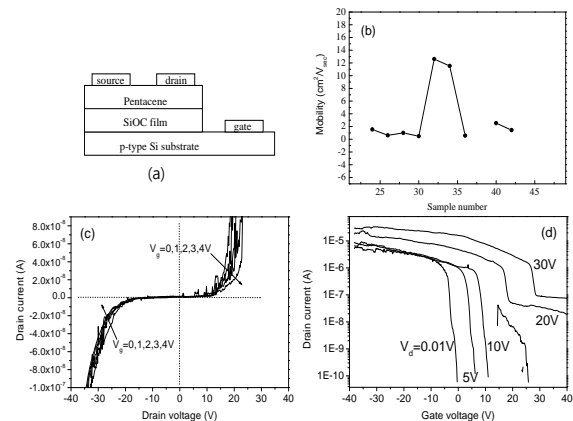 source
drain
Pentacene
SiOC film
gate
p-type Si substrate
(a)
(b)
Mobility (cm²/Vsec)
20
18
16
14
12
10
8
6
4
2
0
-2
-4
-6
20
25
30
35
40
45
Sample number
(c)
Drain current (A)
8.0x10⁻⁸
6.0x10⁻⁸
4.0x10⁻⁸
2.0x10⁻⁸
0.0
-2.0x10⁻⁸
-4.0x10⁻⁸
-6.0x10⁻⁸
-8.0x10⁻⁸
-1.0x10⁻⁷
Vg=0,1,2,3,4V
Vg=0,1,2,3,4V
-40
-30
-20
-10
0
10
20
30
40
Drain voltage (V)
(d)
Drain current (A)
1E-5
1E-6
1E-7
1E-8
1E-9
1E-10
30V
20V
10V
5V
Vd=0.01V
-40
-30
-20
-10
0
10
20
30
40
Gate voltage (V)